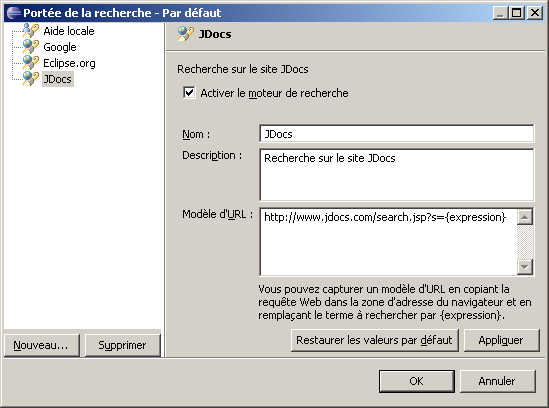 Portée de la recherche - Par défaut
Aide locale
Google
Eclipse.org
JDocs
Nouveau...
Supprimer
JDocs
Recherche sur le site JDocs
Activer le moteur de recherche
Nom :
JDocs
Description :
Recherche sur le site JDocs
Modèle d'URL :
http://www.jdocs.com/search.jsp?s={expression}
Vous pouvez capturer un modèle d'URL en copiant la
requête Web dans la zone d'adresse du navigateur et en
remplaçant le terme à rechercher par {expression}.
Restaurer les valeurs par défaut
Appliquer
OK
Annuler